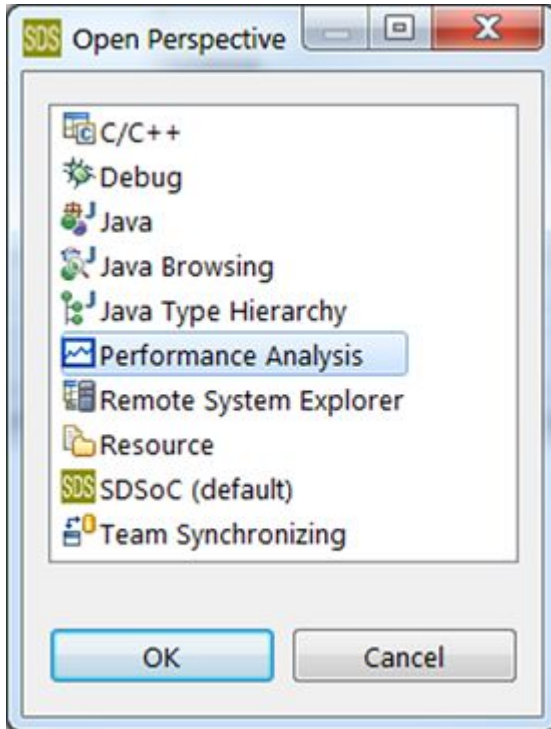 SDS Open Perspective
C/C++
Debug
Java
Java Browsing
Java Type Hierarchy
Performance Analysis
Remote System Explorer
Resource
SDS SDSoC (default)
Team Synchronizing
OK Cancel